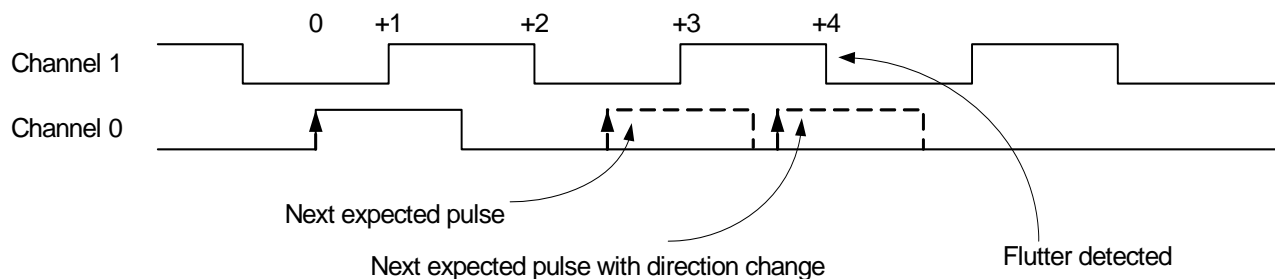 0 +1 +2 +3 +4
Channel 1
Channel 0
Next expected pulse
Next expected pulse with direction change
Flutter detected